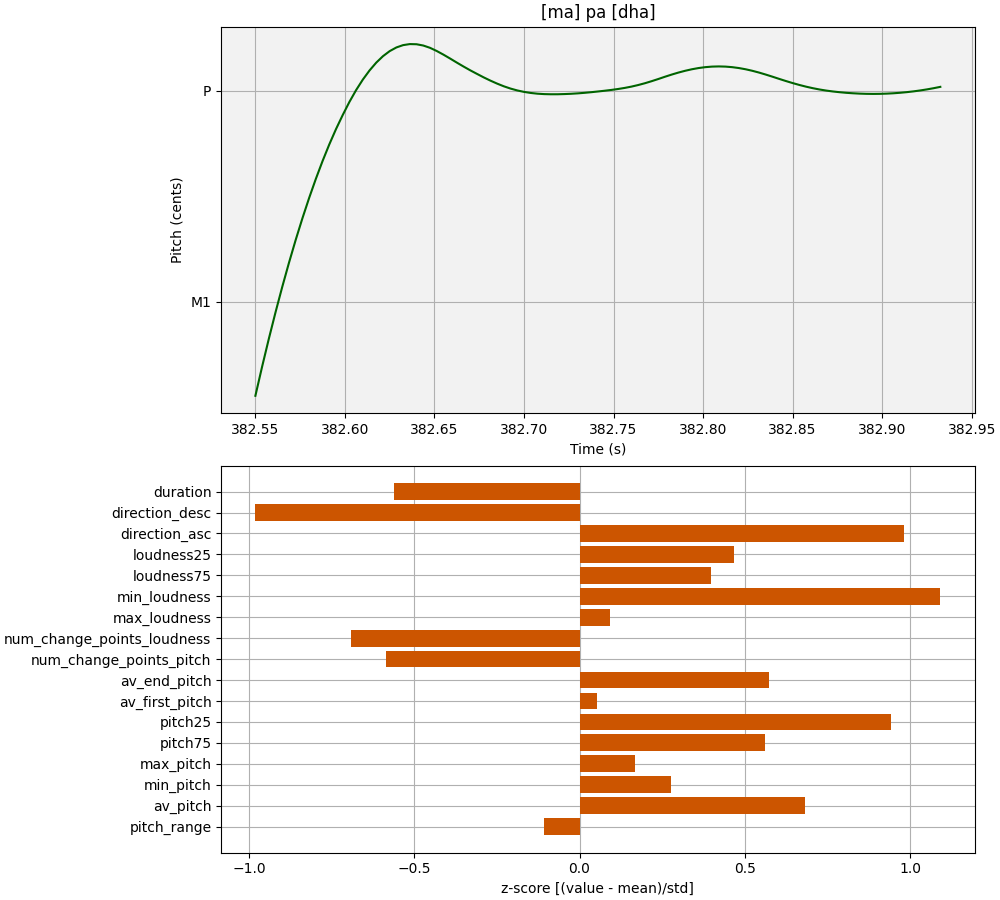 [ma] pa [dha]
P
M1
Pitch (cents)
382.55 382.60 382.65 382.70 382.75 382.80 382.85 382.90 382.95
Time (s)
duration
direction_desc
direction_asc
loudness25
loudness75
min_loudness
max_loudness
num_change_points_loudness
num_change_points_pitch
av_end_pitch
av_first_pitch
pitch25
pitch75
max_pitch
min_pitch
av_pitch
pitch_range
−1.0 −0.5 0.0 0.5 1.0
z-score [(value - mean)/std]